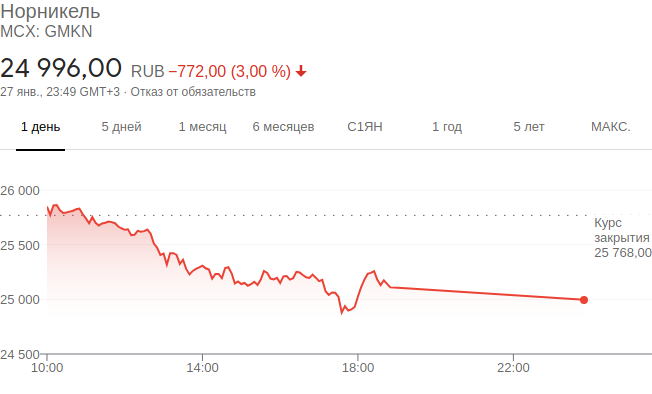 Норникель
MCX: GMKN
24 996,00 RUB −772,00 (3,00 %)
27 янв., 23:49 GMT+3 · Отказ от обязательств
1 день 5 дней 1 месяц 6 месяцев С1ЯН 1 год 5 лет МАКС.
26 000
Курс
закрытия
25 768,00
25 500
25 000
24 500
10:00 14:00 18:00 22:00